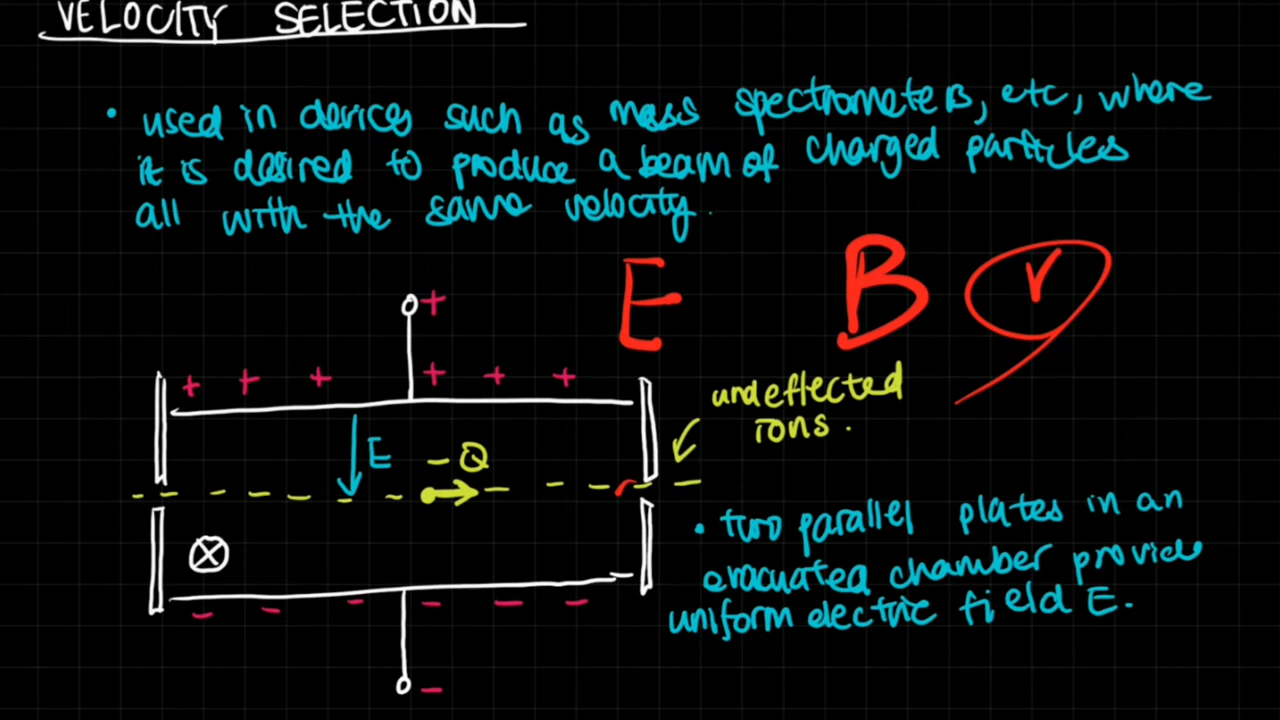 VELOCITY SELECTION
• used in devices such as mass spectrometers, etc, where
it is desired to produce a beam of charged particles
all with the same velocity.
E B v
+
+ + + + + +
undeflected
ions.
E
- Q
• two parallel plates in an
evacuated chamber provide
uniform electric field E.
- - - - - -
-